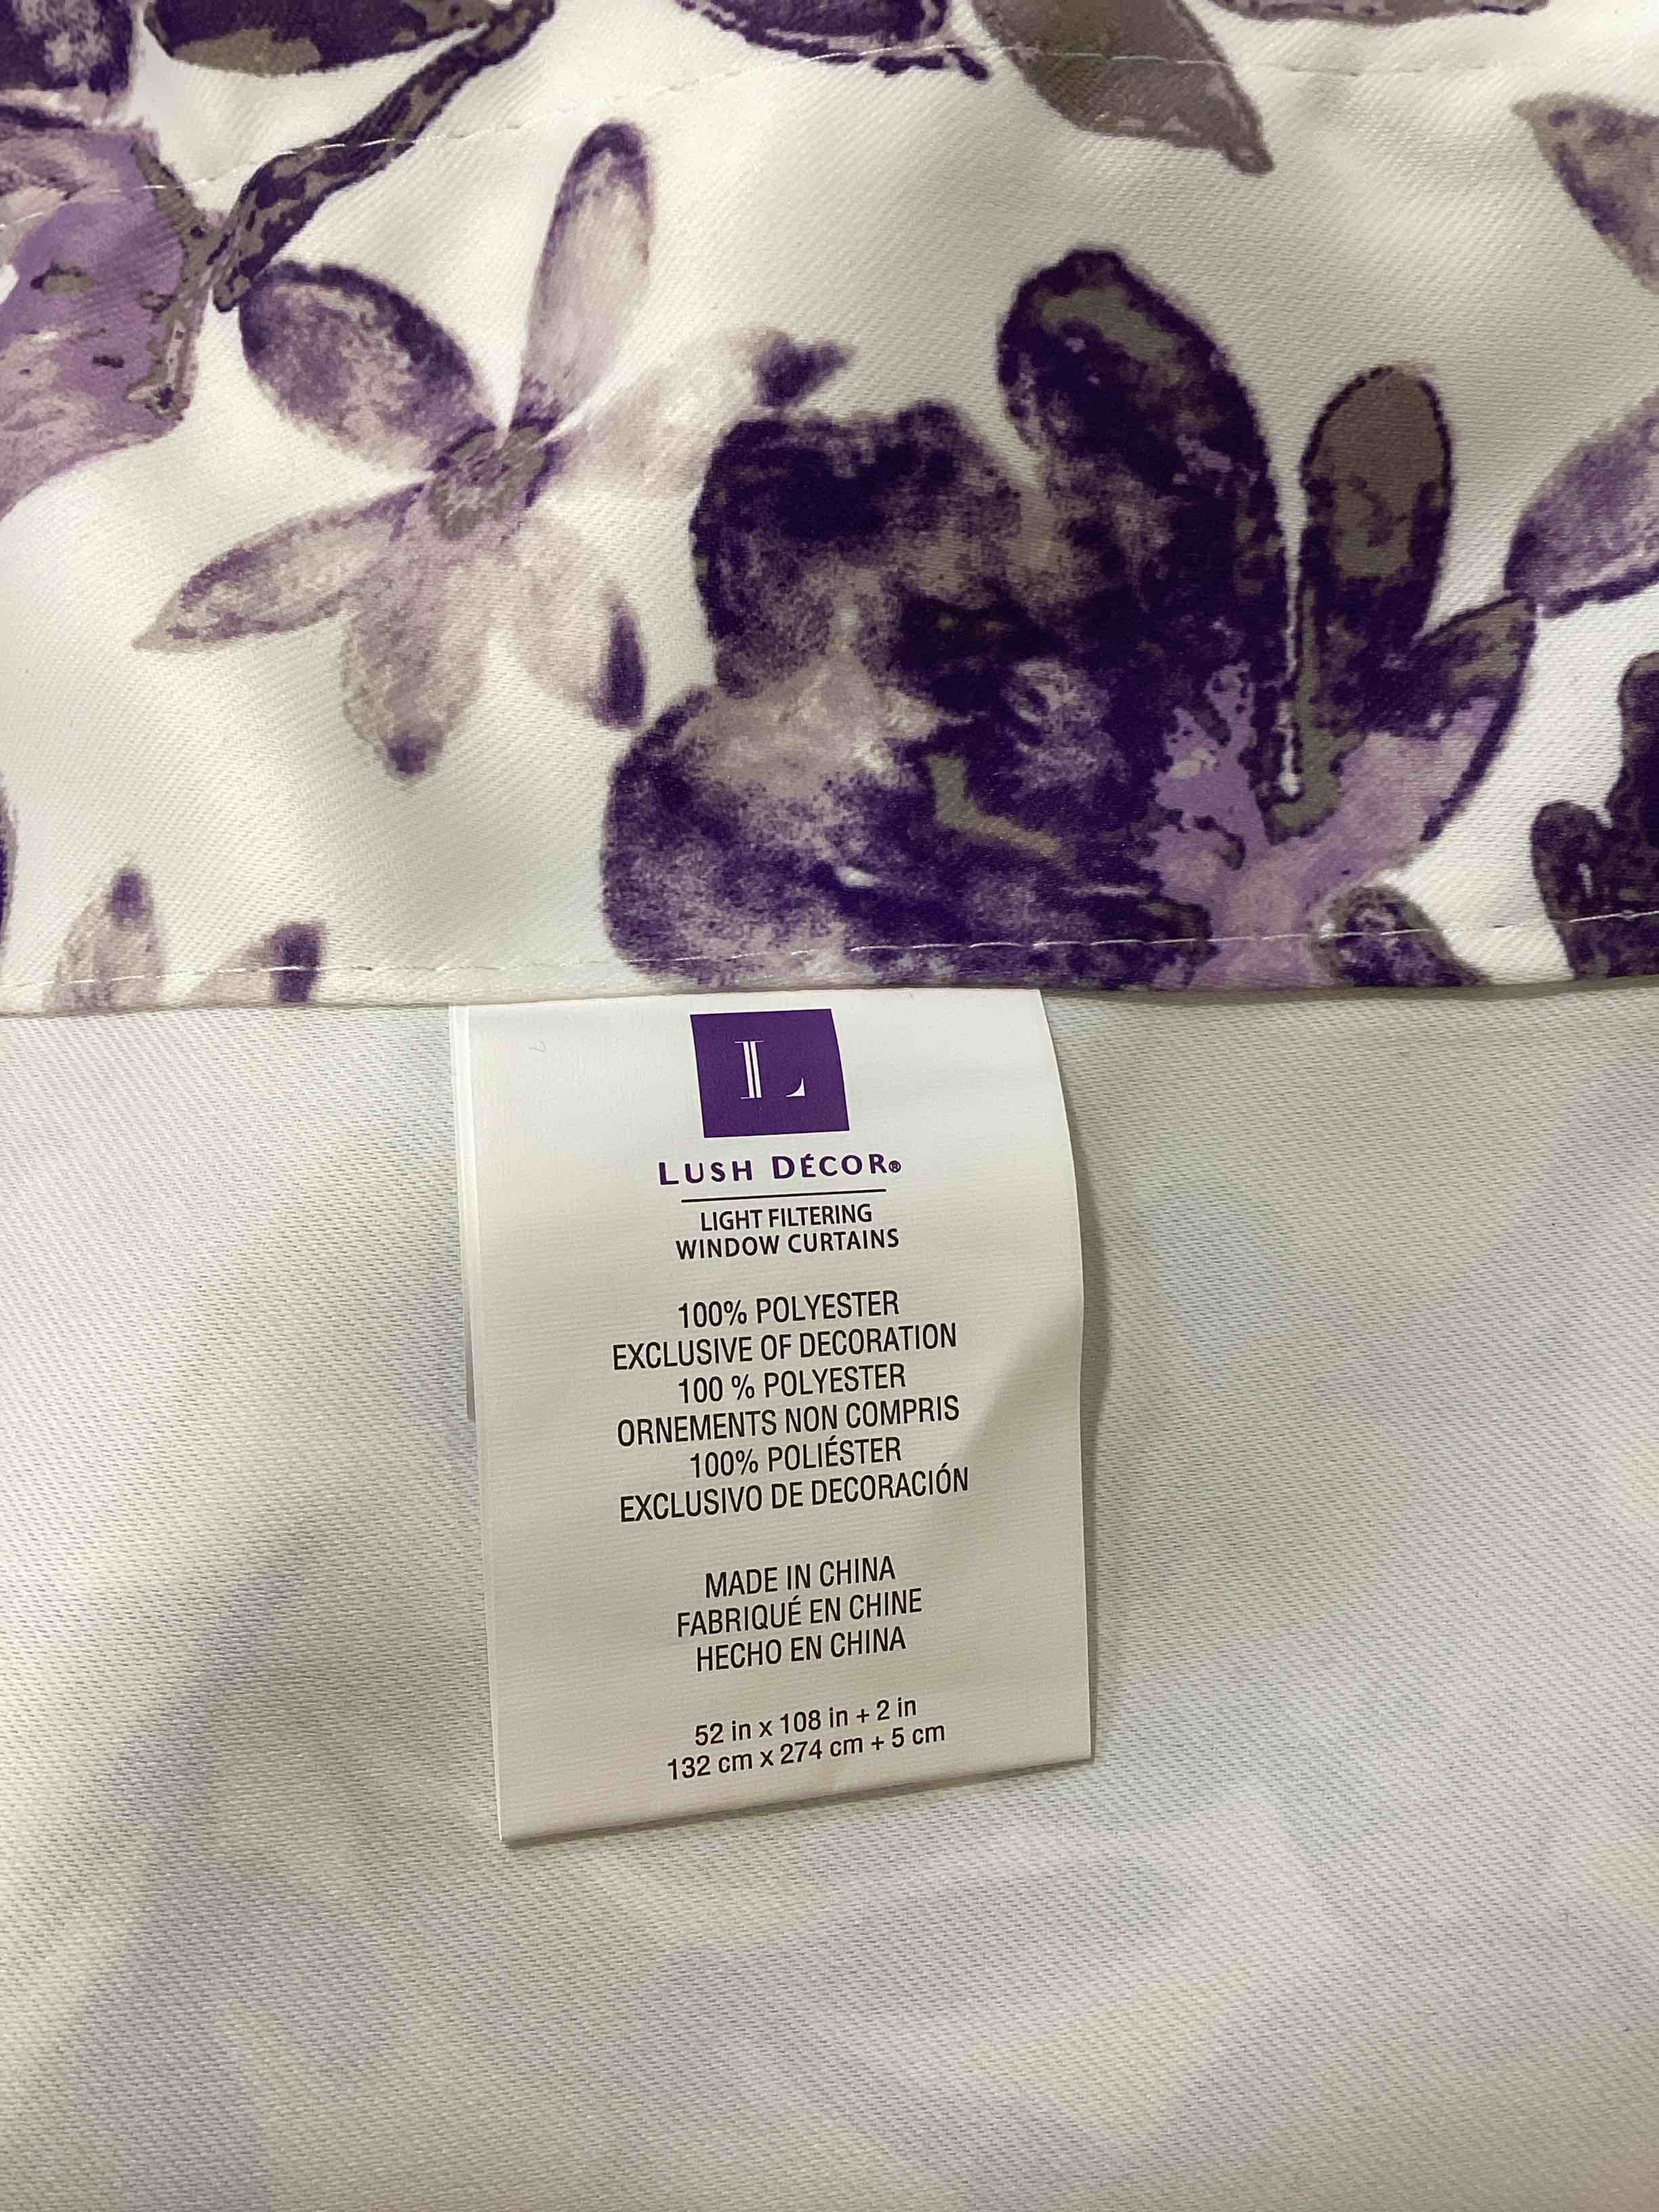 L
LUSH DÉCOR®
LIGHT FILTERING
WINDOW CURTAINS
100% POLYESTER
EXCLUSIVE OF DECORATION
100 % POLYESTER
ORNEMENTS NON COMPRIS
100% POLIÉSTER
EXCLUSIVO DE DECORACIÓN
MADE IN CHINA
FABRIQUÉ EN CHINE
HECHO EN CHINA
52 in x 108 in + 2 in
132 cm x 274 cm + 5 cm